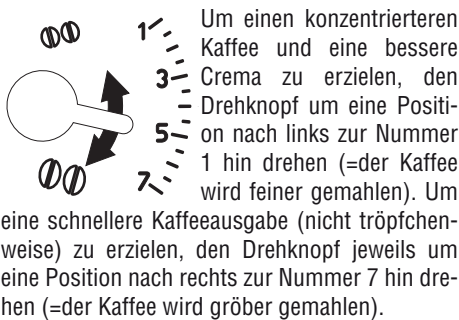 1
3
5
7
Um einen konzentrierteren
Kaffee und eine bessere
Crema zu erzielen, den
Drehknopf um eine Positi-
on nach links zur Nummer
1 hin drehen (=der Kaffee
wird feiner gemahlen). Um
eine schnellere Kaffeeausgabe (nicht tröpfchen-
weise) zu erzielen, den Drehknopf jeweils um
eine Position nach rechts zur Nummer 7 hin dre-
hen (=der Kaffee wird gröber gemahlen).